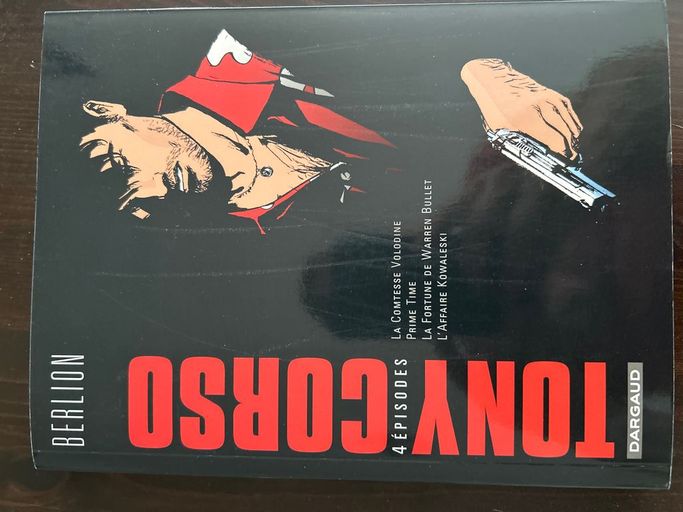 BERLION
TONY CORSO
4 ÉPISODES
LA COMTESSE VOLODINE
PRIME TIME
LA FORTUNE DE WARREN BULLET
L'AFFAIRE KOWALESKI
DARGAUD